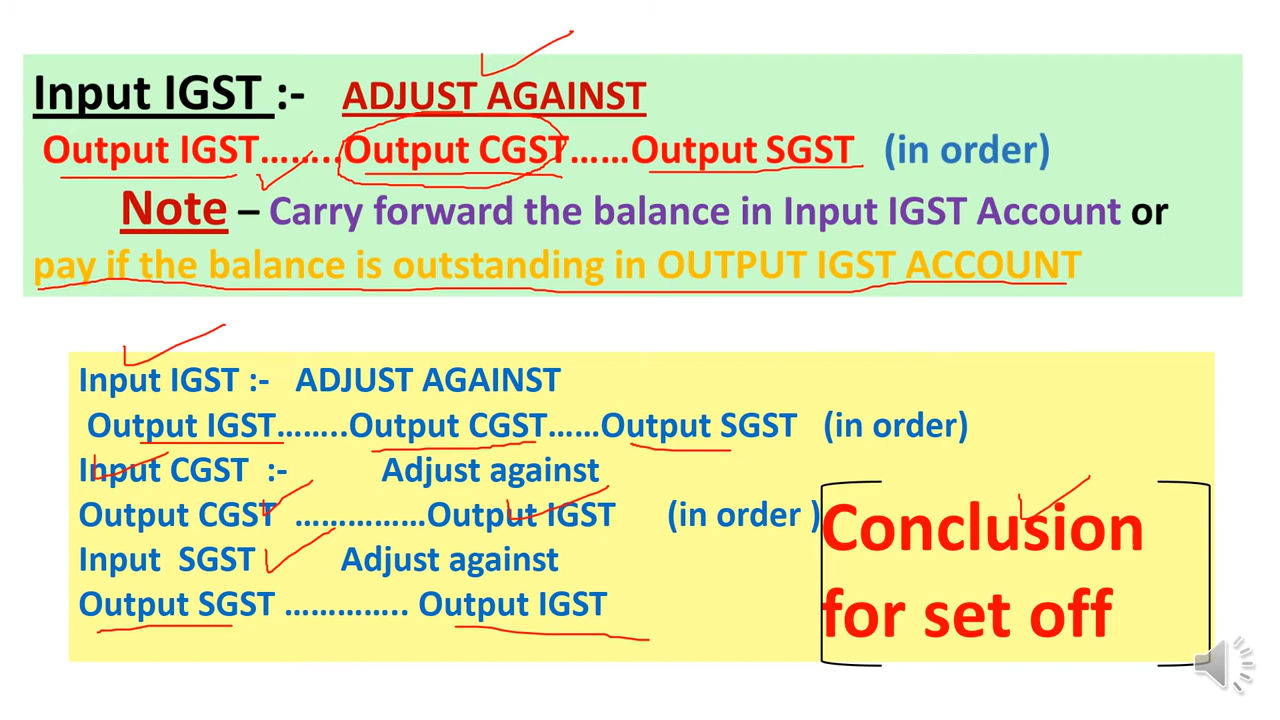 Input IGST :- ADJUST AGAINST
Output IGST……..Output CGST……Output SGST (in order)
Note – Carry forward the balance in Input IGST Account or
pay if the balance is outstanding in OUTPUT IGST ACCOUNT
Input IGST :- ADJUST AGAINST
Output IGST……..Output CGST……Output SGST (in order)
Input CGST :- Adjust against
Output CGST ……………Output IGST (in order )
Input SGST Adjust against
Output SGST ………….. Output IGST
Conclusion
for set off